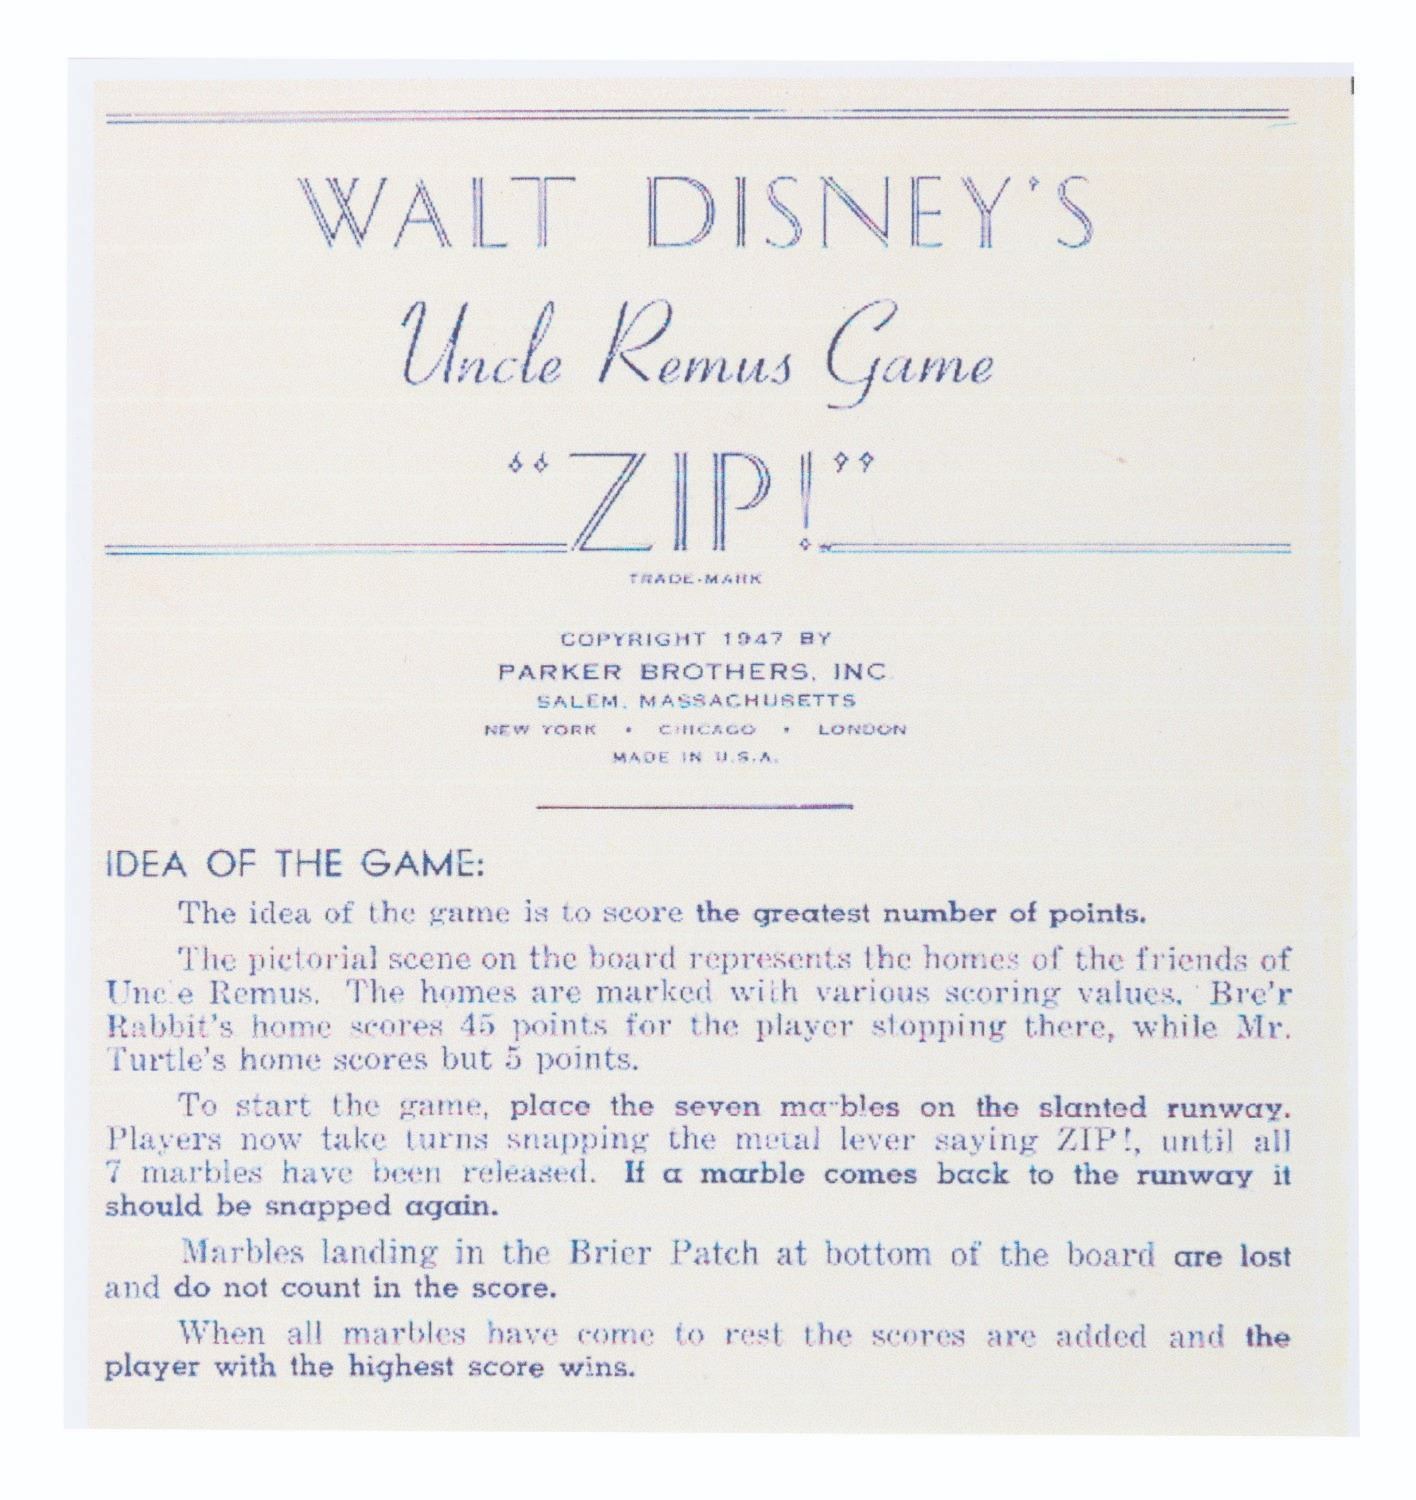 WALT DISNEY'S
Uncle Remus Game
"ZIP!"
TRADE-MARK
COPYRIGHT 1947 BY
PARKER BROTHERS, INC.
SALEM, MASSACHUSETTS
NEW YORK • CHICAGO • LONDON
MADE IN U.S.A.
IDEA OF THE GAME:
The idea of the game is to score the greatest number of points.
The pictorial scene on the board represents the homes of the friends of
Uncle Remus. The homes are marked with various scoring values. Bre'r
Rabbit's home scores 45 points for the player stopping there, while Mr.
Turtle's home scores but 5 points.
To start the game, place the seven marbles on the slanted runway.
Players now take turns snapping the metal lever saying ZIP!, until all
7 marbles have been released. If a marble comes back to the runway it
should be snapped again.
Marbles landing in the Brier Patch at bottom of the board are lost
and do not count in the score.
When all marbles have come to rest the scores are added and the
player with the highest score wins.